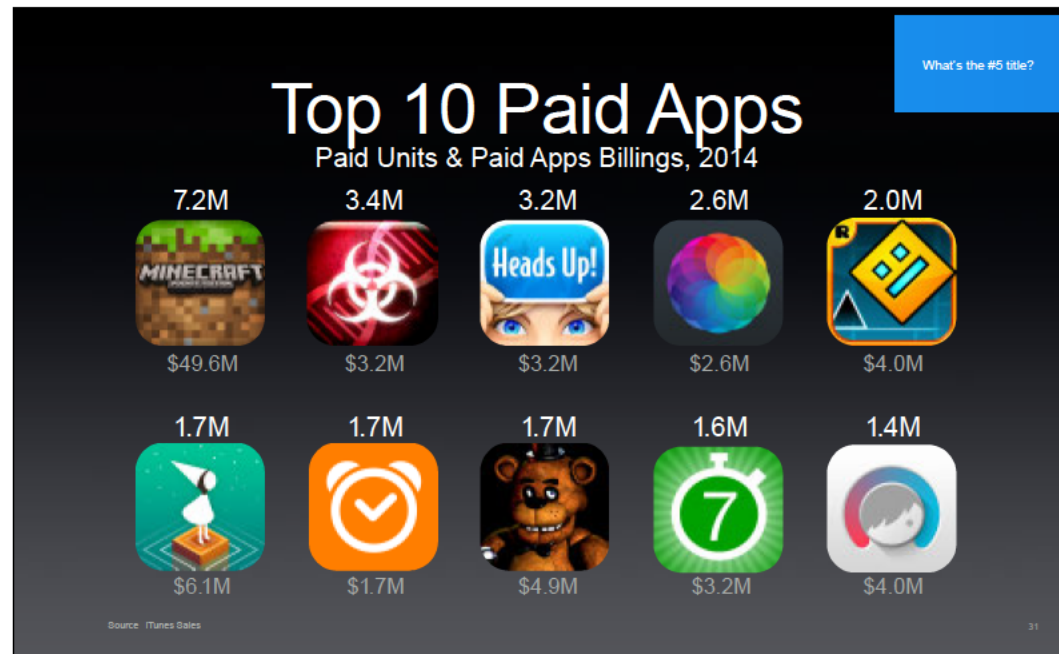 What's the #5 title?
Top 10 Paid Apps
Paid Units & Paid Apps Billings, 2014
7.2M 3.4M 3.2M 2.6M 2.0M
MINECRAFT
POCKET EDITION
Heads Up!
R
$49.6M $3.2M $3.2M $2.6M $4.0M
1.7M 1.7M 1.7M 1.6M 1.4M
7
$6.1M $1.7M $4.9M $3.2M $4.0M
Source iTunes Sales
31